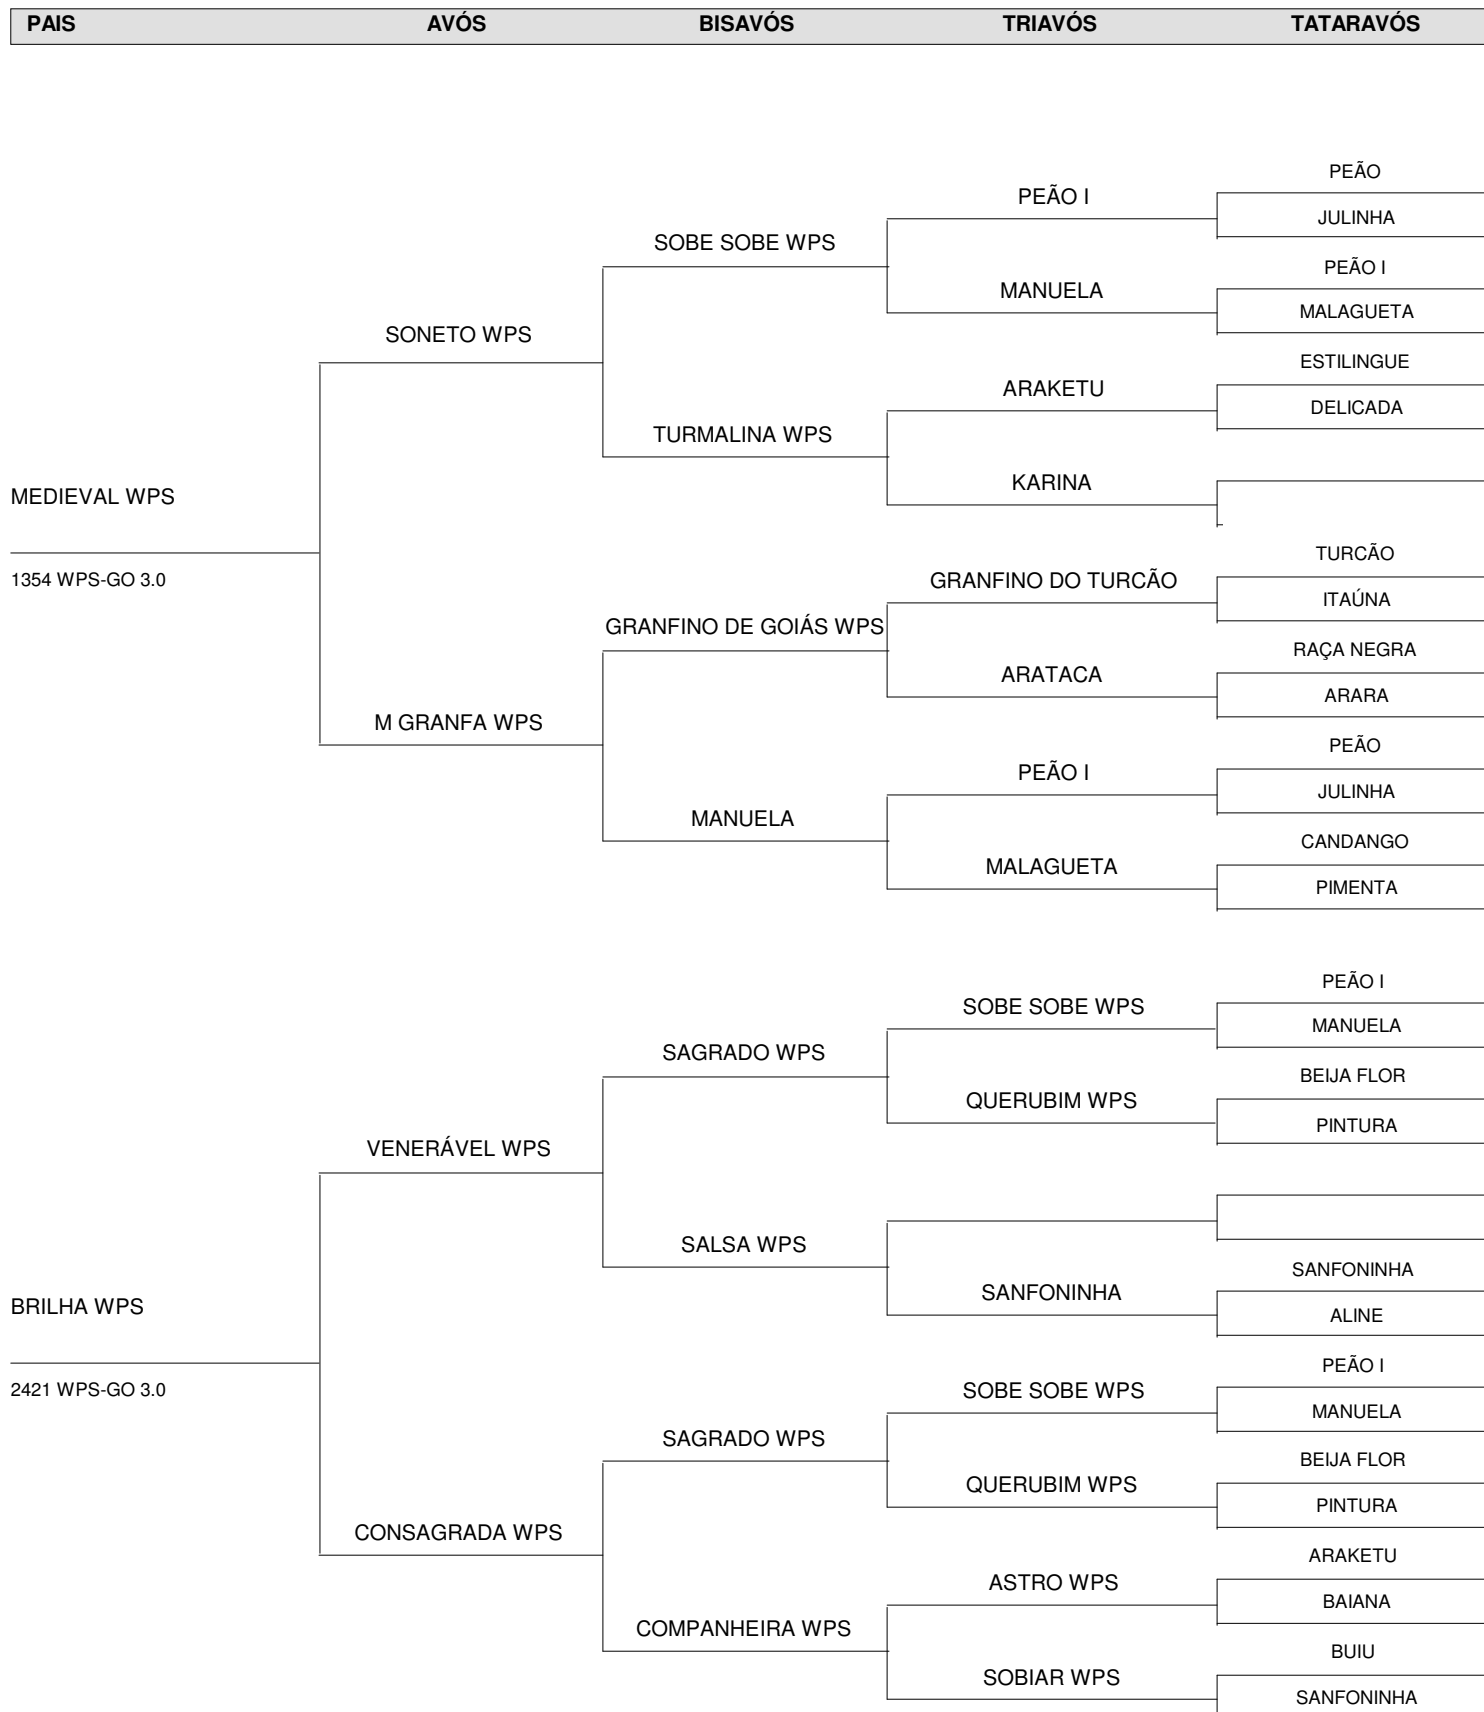 PAIS AVÓS BISAVÓS TRIAVÓS TATARAVÓS
PEÃO
PEÃO I
JULINHA
SOBE SOBE WPS
PEÃO I
MANUELA
MALAGUETA
SONETO WPS
ESTILINGUE
ARAKETU
DELICADA
TURMALINA WPS
KARINA
MEDIEVAL WPS
TURCÃO
1354 WPS-GO 3.0
GRANFINO DO TURCÃO
ITAÚNA
GRANFINO DE GOIÁS WPS
RAÇA NEGRA
ARATACA
ARARA
M GRANFA WPS
PEÃO
PEÃO I
JULINHA
MANUELA
CANDANGO
MALAGUETA
PIMENTA
PEÃO I
SOBE SOBE WPS
MANUELA
SAGRADO WPS
BEIJA FLOR
QUERUBIM WPS
PINTURA
VENERÁVEL WPS
SALSA WPS
SANFONINHA
SANFONINHA
BRILHA WPS
ALINE
PEÃO I
2421 WPS-GO 3.0
SOBE SOBE WPS
MANUELA
SAGRADO WPS
BEIJA FLOR
QUERUBIM WPS
PINTURA
CONSAGRADA WPS
ARAKETU
ASTRO WPS
BAIANA
COMPANHEIRA WPS
BUIU
SOBIAR WPS
SANFONINHA